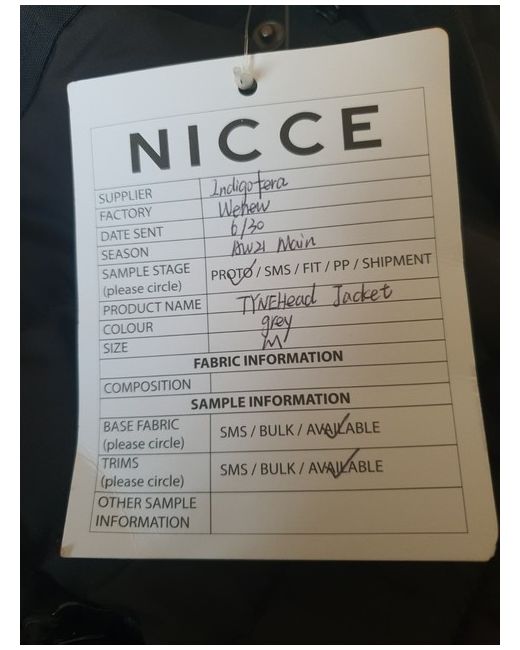 NICCE
SUPPLIER Indigotera
FACTORY Wehew
DATE SENT 6/30
SEASON AW21 Main
SAMPLE STAGE
(please circle) PROTO / SMS / FIT / PP / SHIPMENT
PRODUCT NAME TYNEHead Jacket
COLOUR grey
SIZE M
FABRIC INFORMATION
COMPOSITION
SAMPLE INFORMATION
BASE FABRIC
(please circle) SMS / BULK / AVAILABLE
TRIMS
(please circle) SMS / BULK / AVAILABLE
OTHER SAMPLE
INFORMATION